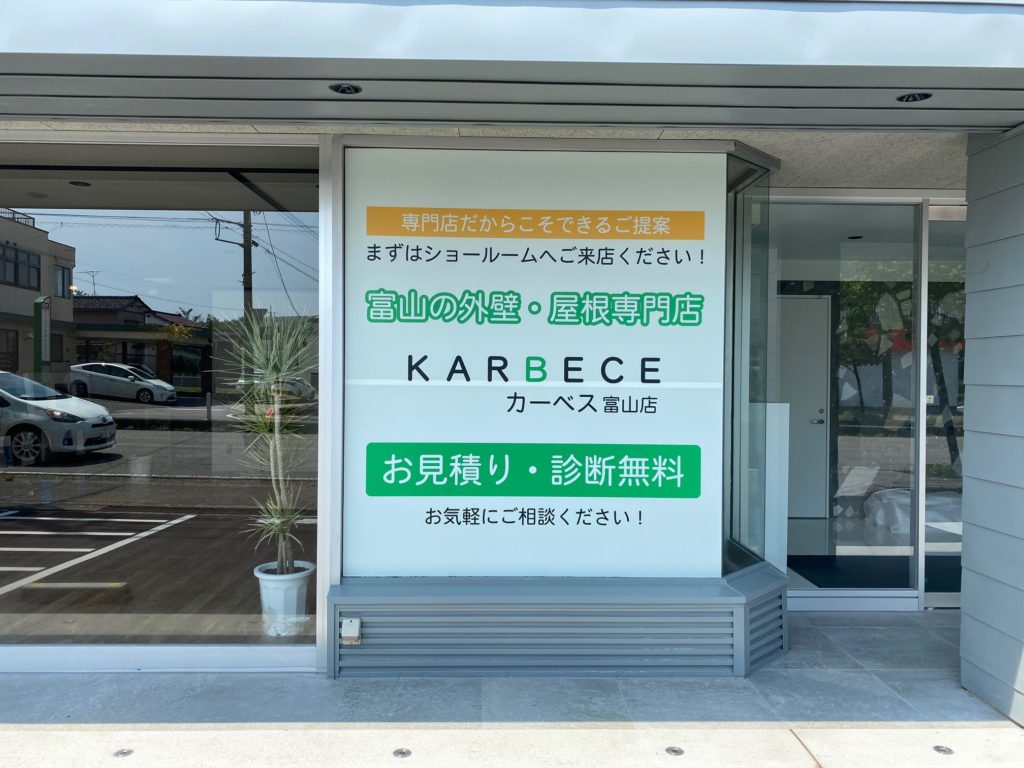 専門店だからこそできるご提案
まずはショールームへご来店ください！
富山の外壁・屋根専門店
KARBECE
カーベス富山店
お見積り・診断無料
お気軽にご相談ください！